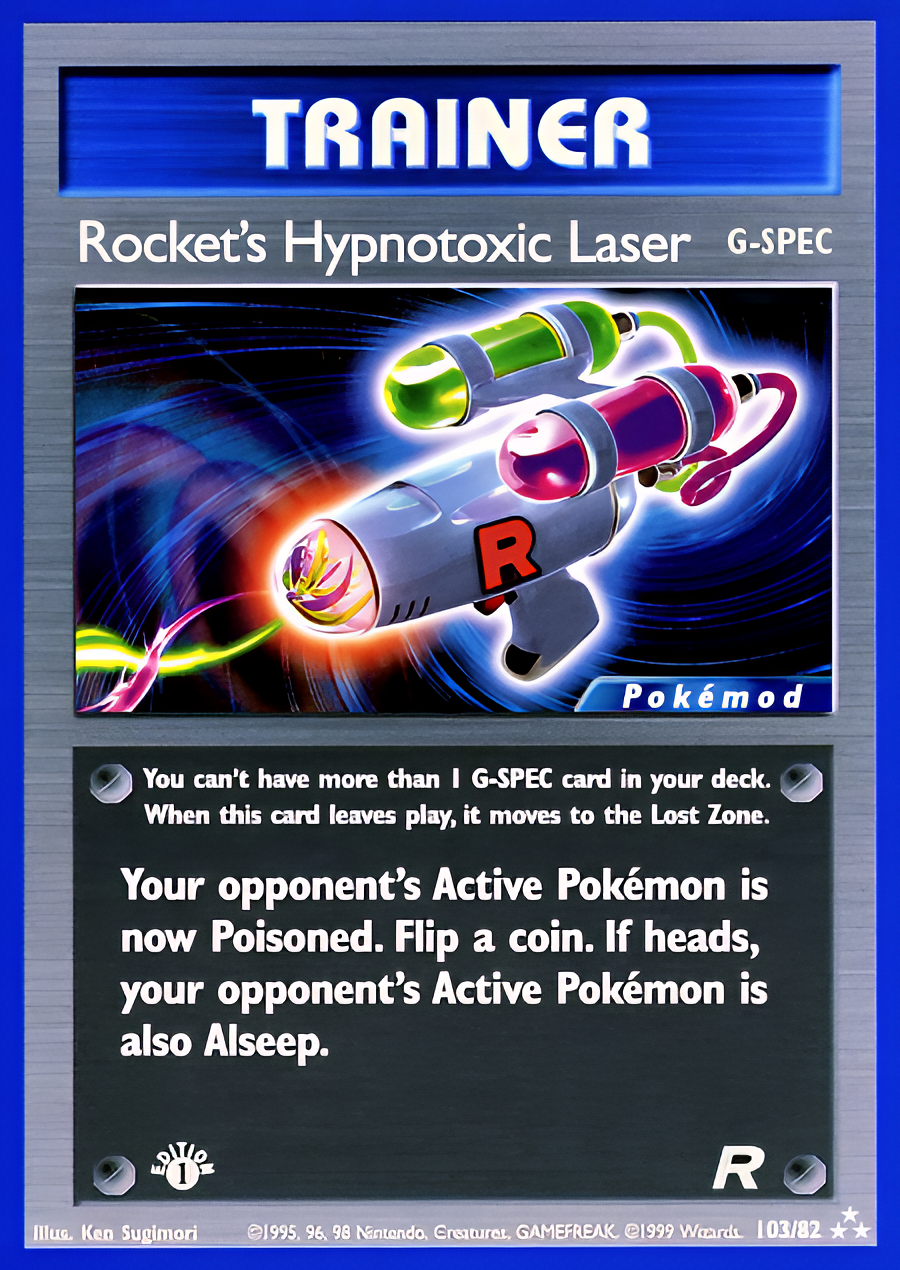 TRAINER
Rocket's Hypnotoxic Laser G-SPEC
R
Pokémod
You can't have more than 1 G-SPEC card in your deck.
When this card leaves play, it moves to the Lost Zone.
Your opponent's Active Pokémon is
now Poisoned. Flip a coin. If heads,
your opponent's Active Pokémon is
also Alseep.
EDITION
1
R
Illus. Ken Sugimori ©1995, 96, 98 Nintendo, Creatures, GAMEFREAK. ©1999 Wizards. 103/82